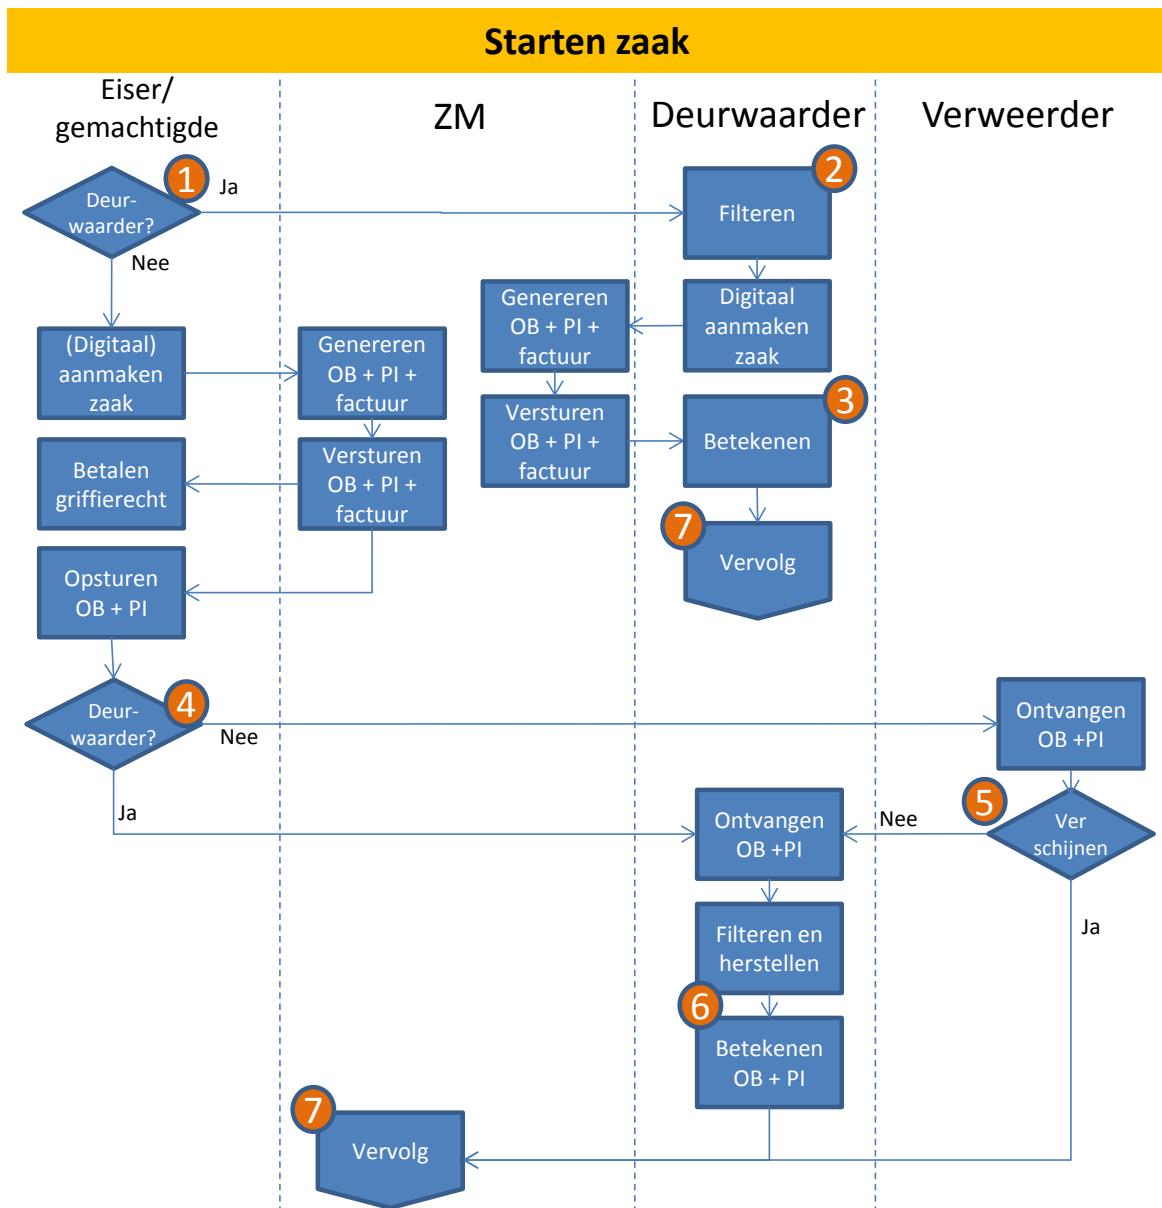 Starten zaak
Eiser/
gemachtigde
ZM
Deurwaarder
Verweerder
1
Deur-
waarder?
Ja
Nee
2
Filteren
Digitaal
aanmaken
zaak
Genereren
OB + PI +
factuur
Versturen
OB + PI +
factuur
3
Betekenen
7
Vervolg
(Digitaal)
aanmaken
zaak
Genereren
OB + PI +
factuur
Versturen
OB + PI +
factuur
Betalen
griffierecht
Opsturen
OB + PI
4
Deur-
waarder?
Nee
Ja
Ontvangen
OB +PI
5
Ver
schijnen
Nee
Ja
Ontvangen
OB +PI
Filteren en
herstellen
6
Betekenen
OB + PI
7
Vervolg